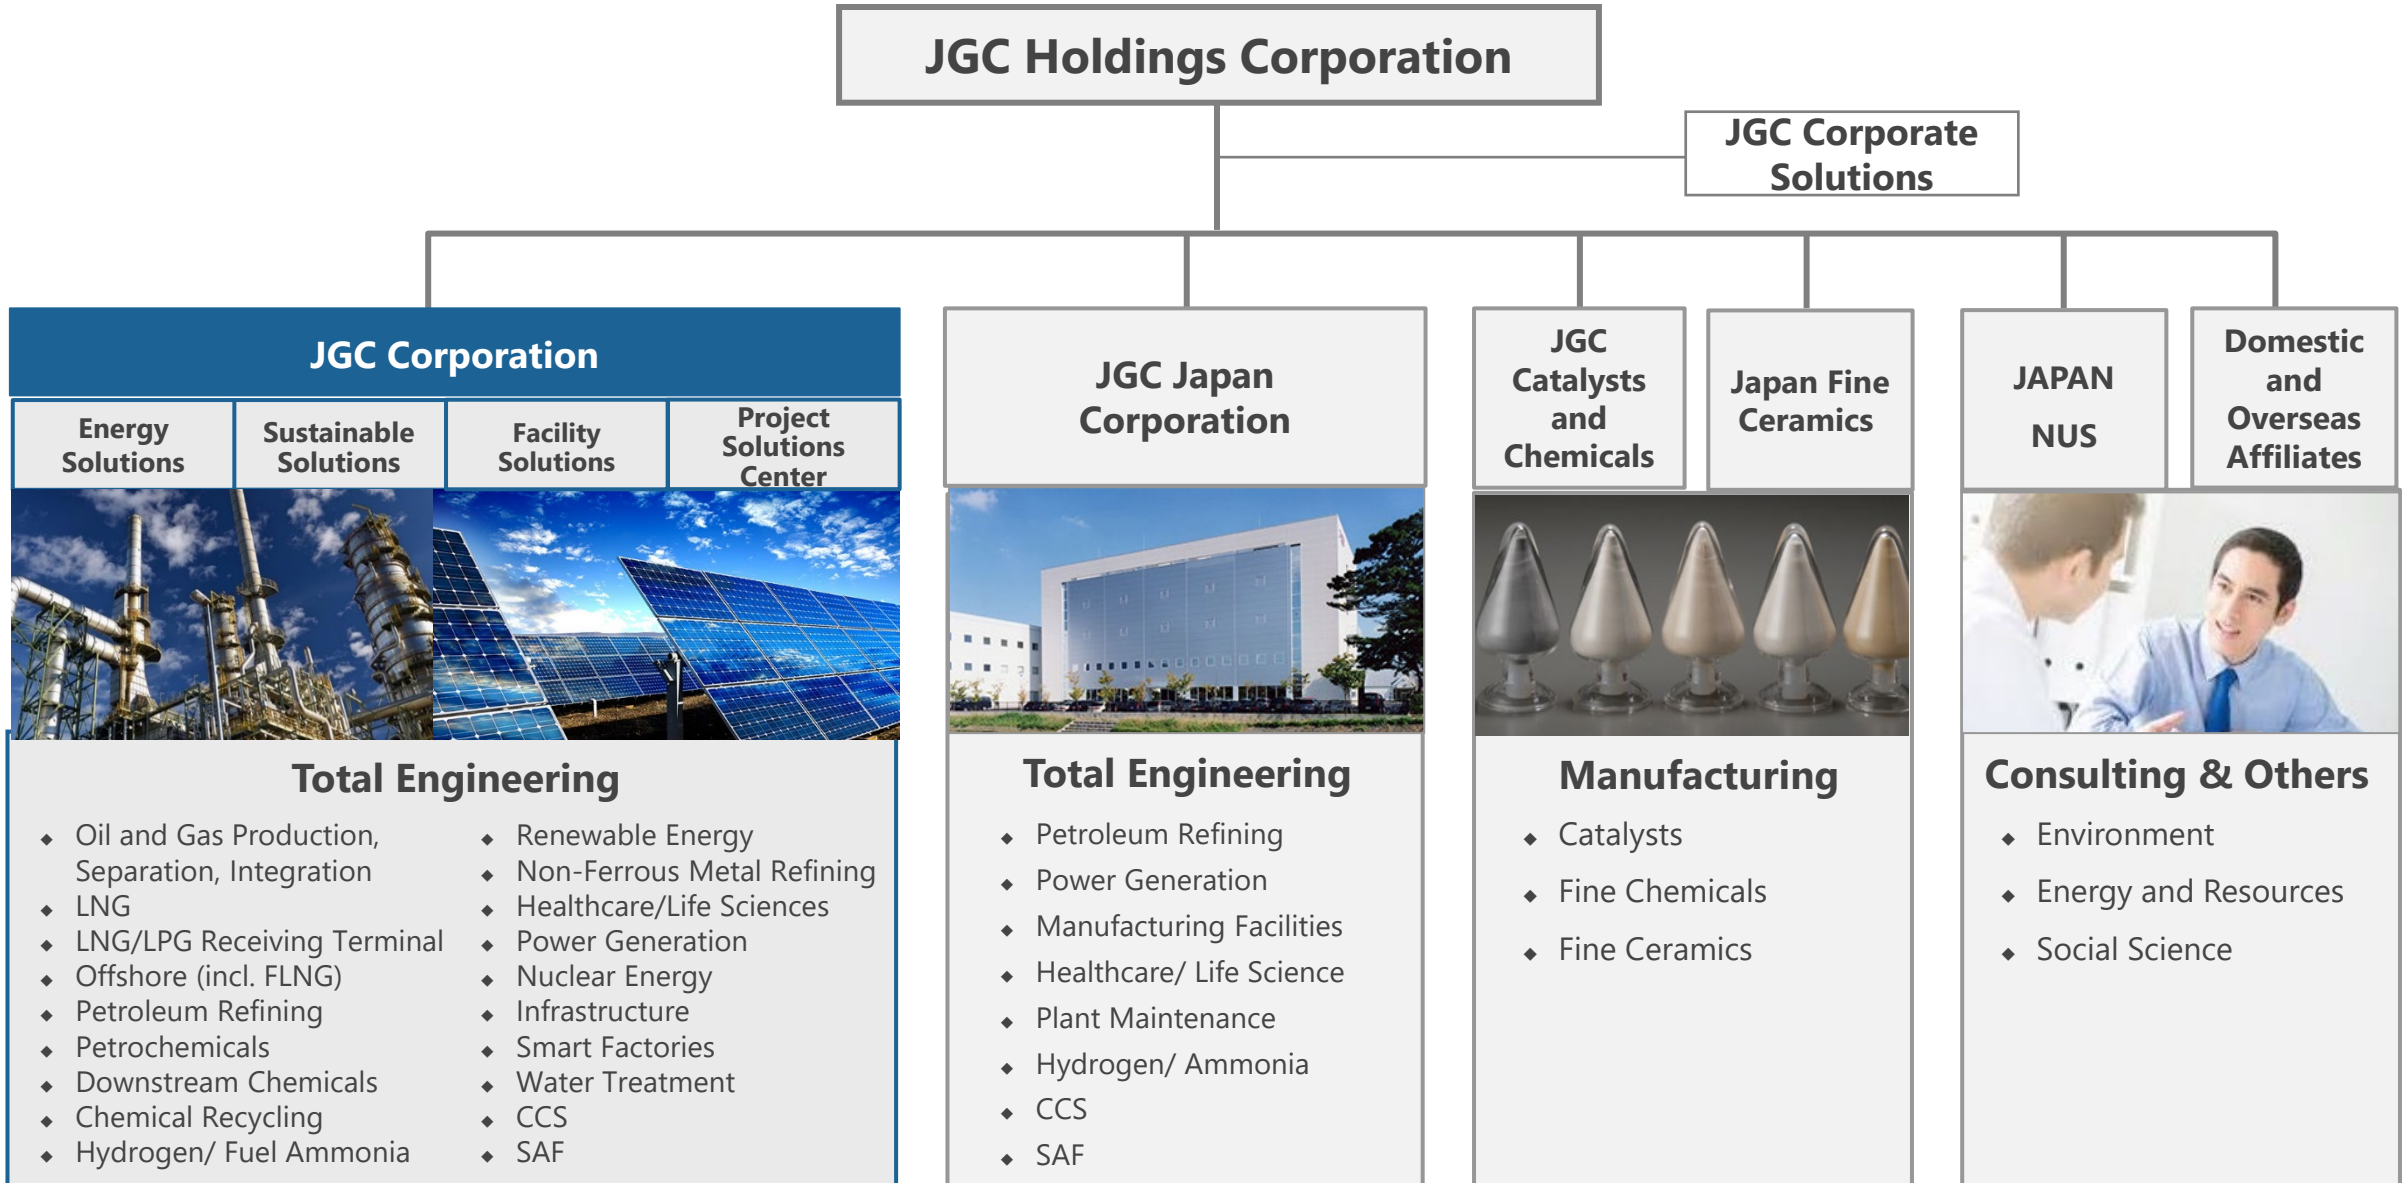 JGC Holdings Corporation
JGC Corporate
Solutions
JGC Corporation
Energy
Solutions
Sustainable
Solutions
Facility
Solutions
Project
Solutions
Center
JGC Japan
Corporation
JGC
Catalysts
and
Chemicals
Japan Fine
Ceramics
JAPAN
NUS
Domestic
and
Overseas
Affiliates
Total Engineering
◆ Oil and Gas Production,
Separation, Integration
◆ LNG
◆ LNG/LPG Receiving Terminal
◆ Offshore (incl. FLNG)
◆ Petroleum Refining
◆ Petrochemicals
◆ Downstream Chemicals
◆ Chemical Recycling
◆ Hydrogen/ Fuel Ammonia
◆ Renewable Energy
◆ Non-Ferrous Metal Refining
◆ Healthcare/Life Sciences
◆ Power Generation
◆ Nuclear Energy
◆ Infrastructure
◆ Smart Factories
◆ Water Treatment
◆ CCS
◆ SAF
Total Engineering
◆ Petroleum Refining
◆ Power Generation
◆ Manufacturing Facilities
◆ Healthcare/ Life Science
◆ Plant Maintenance
◆ Hydrogen/ Ammonia
◆ CCS
◆ SAF
Manufacturing
◆ Catalysts
◆ Fine Chemicals
◆ Fine Ceramics
Consulting & Others
◆ Environment
◆ Energy and Resources
◆ Social Science